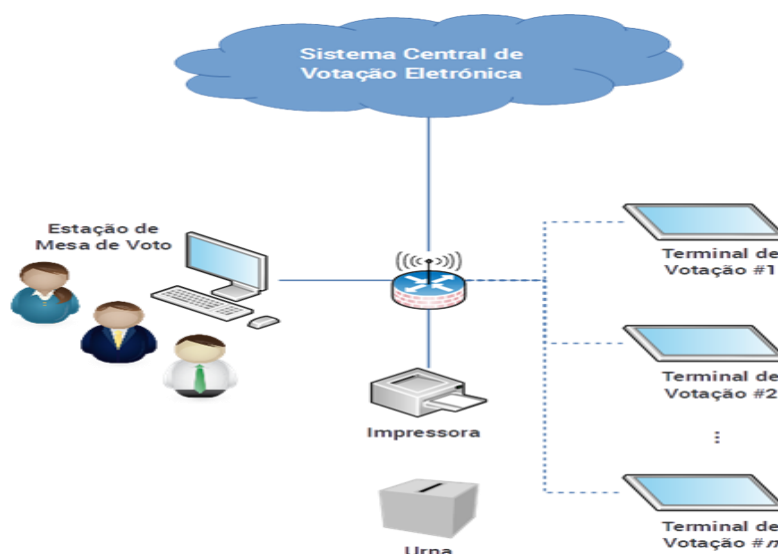 Sistema Central de
Votação Eletrónica
Estação de
Mesa de Voto
Terminal de
Votação #1
Terminal de
Votação #2
Impressora
Terminal de
Votação #n
Urna